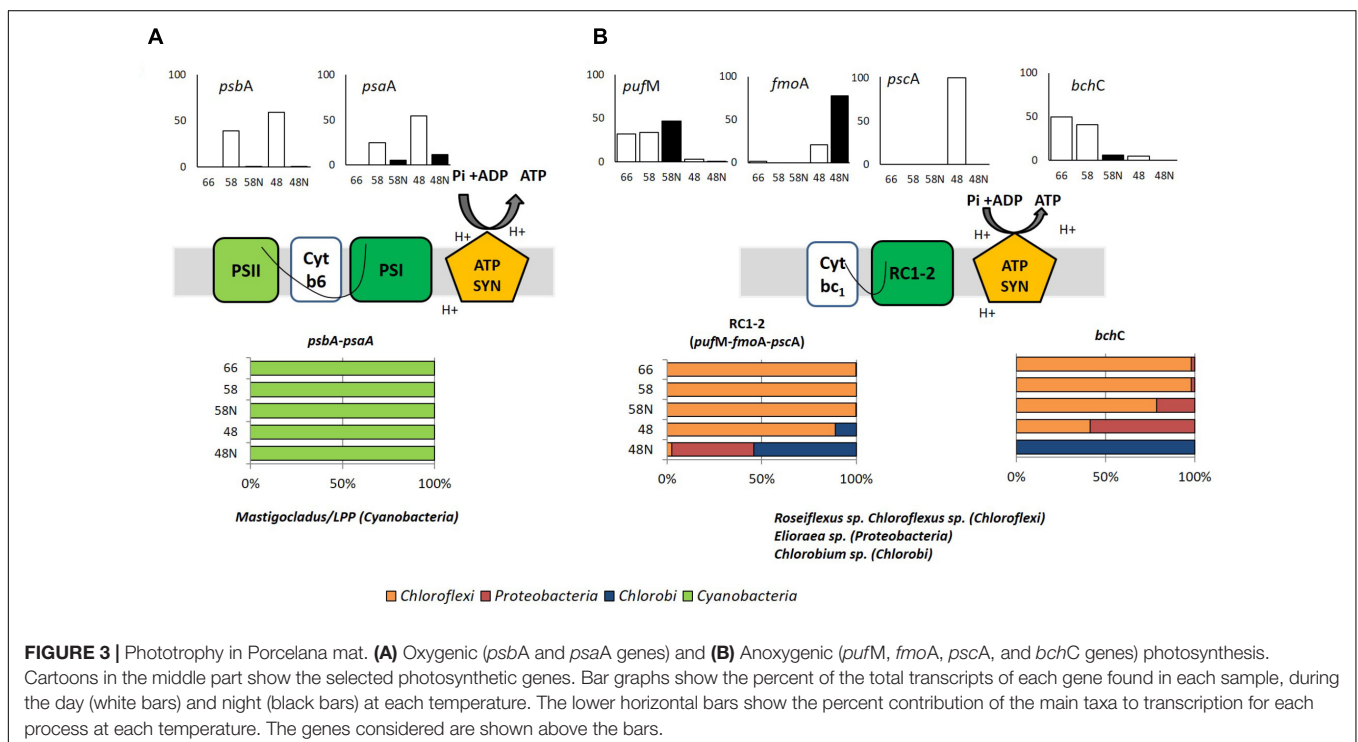 A
B
100
50
0
psbA
66 58 58N 48 48N
100
50
0
psaA
66 58 58N 48 48N
Pi +ADP ATP
H+ H+
PSII
Cyt b6
PSI
ATP SYN
H+
100
50
0
pufM
66 58 58N 48 48N
100
50
0
fmoA
66 58 58N 48 48N
100
50
0
pscA
66 58 58N 48 48N
100
50
0
bchC
66 58 58N 48 48N
Pi +ADP ATP
H+ H+
Cyt bc1
RC1-2
ATP SYN
H+
psbA-psaA
66
58
58N
48
48N
0% 50% 100%
Mastigocladus/LPP (Cyanobacteria)
RC1-2
(pufM-fmoA-pscA)
66
58
58N
48
48N
0% 50% 100%
bchC
0% 50% 100%
Roseiflexus sp. Chloroflexus sp. (Chloroflexi)
Elioraea sp. (Proteobacteria)
Chlorobium sp. (Chlorobi)
Chloroflexi Proteobacteria Chlorobi Cyanobacteria
FIGURE 3 | Phototrophy in Porcelana mat. (A) Oxygenic (psbA and psaA genes) and (B) Anoxygenic (pufM, fmoA, pscA, and bchC genes) photosynthesis.
Cartoons in the middle part show the selected photosynthetic genes. Bar graphs show the percent of the total transcripts of each gene found in each sample, during
the day (white bars) and night (black bars) at each temperature. The lower horizontal bars show the percent contribution of the main taxa to transcription for each
process at each temperature. The genes considered are shown above the bars.